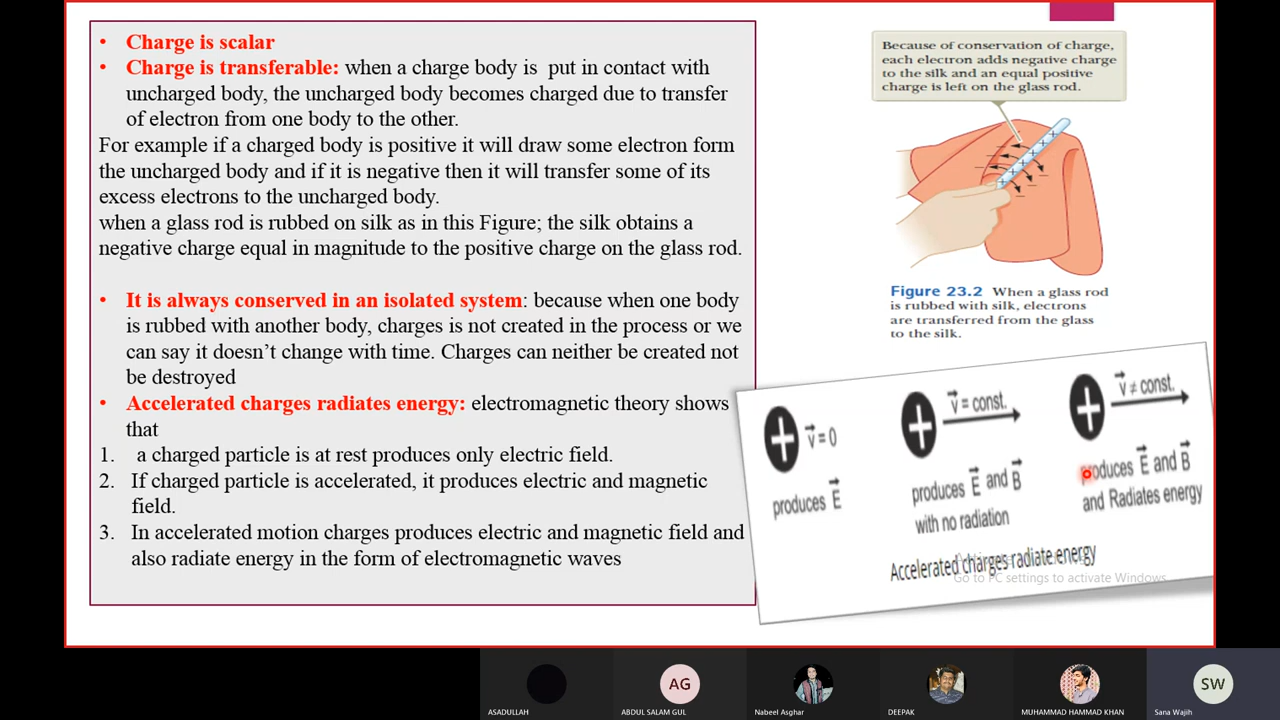 • Charge is scalar
• Charge is transferable: when a charge body is put in contact with
uncharged body, the uncharged body becomes charged due to transfer
of electron from one body to the other.
For example if a charged body is positive it will draw some electron form
the uncharged body and if it is negative then it will transfer some of its
excess electrons to the uncharged body.
when a glass rod is rubbed on silk as in this Figure; the silk obtains a
negative charge equal in magnitude to the positive charge on the glass rod.
• It is always conserved in an isolated system: because when one body
is rubbed with another body, charges is not created in the process or we
can say it doesn’t change with time. Charges can neither be created not
be destroyed
• Accelerated charges radiates energy: electromagnetic theory shows
that
1. a charged particle is at rest produces only electric field.
2. If charged particle is accelerated, it produces electric and magnetic
field.
3. In accelerated motion charges produces electric and magnetic field and
also radiate energy in the form of electromagnetic waves
Because of conservation of charge,
each electron adds negative charge
to the silk and an equal positive
charge is left on the glass rod.
Figure 23.2 When a glass rod
is rubbed with silk, electrons
are transferred from the glass
to the silk.
+ v⃗ = 0
produces E⃗
+ v⃗ = const.
produces E⃗ and B⃗
with no radiation
+ v⃗ ≠ const.
produces E⃗ and B⃗
and Radiates energy
Accelerated charges radiate energy
Go to PC settings to activate Windows.
ASADULLAH
AG
ABDUL SALAM GUL
Nabeel Asghar
DEEPAK
MUHAMMAD HAMMAD KHAN
SW
Sana Wajih